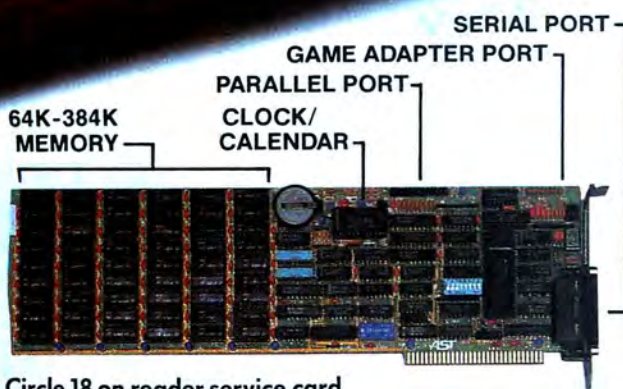 SERIAL PORT
GAME ADAPTER PORT
PARALLEL PORT
64K-384K
MEMORY
CLOCK/
CALENDAR
AST
Circle 18 on reader service card